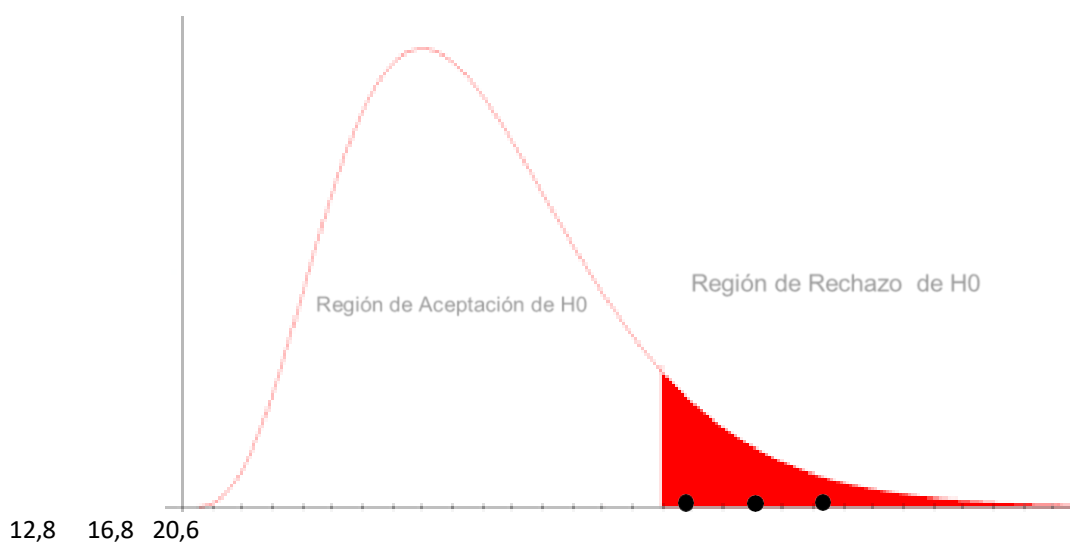 Región de Rechazo  de H0
Región de Aceptación de H0
12,8 16,8 20,6